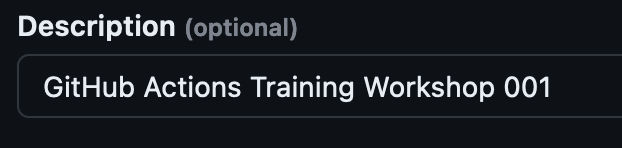 Description (optional)
GitHub Actions Training Workshop 001